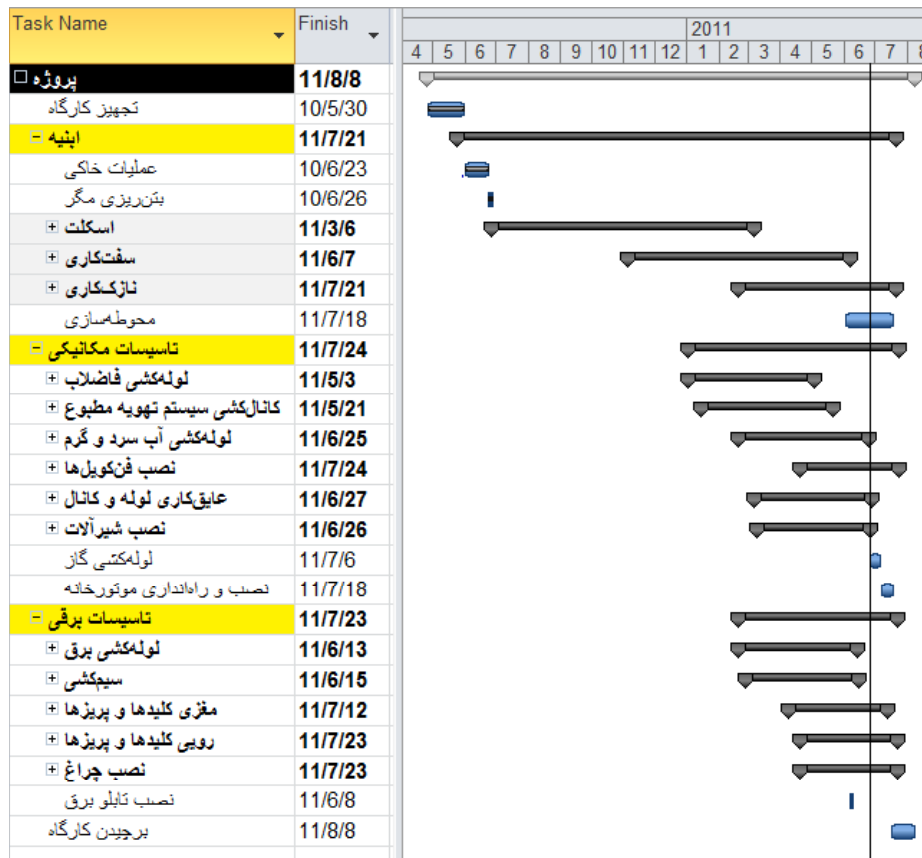 Task Name Finish
2011
4 5 6 7 8 9 10 11 12 1 2 3 4 5 6 7 8
پروژه 11/8/8
تجهیز کارگاه 10/5/30
ابنیه 11/7/21
عملیات خاکی 10/6/23
بتن‌ریزی مگر 10/6/26
اسکلت 11/3/6
سفت‌کاری 11/6/7
نازک‌کاری 11/7/21
محوطه‌سازی 11/7/18
تاسیسات مکانیکی 11/7/24
لوله‌کشی فاضلاب 11/5/3
کانال‌کشی سیستم تهویه مطبوع 11/5/21
لوله‌کشی آب سرد و گرم 11/6/25
نصب فن‌کویل‌ها 11/7/24
عایق‌کاری لوله و کانال 11/6/27
نصب شیرآلات 11/6/26
لوله‌کشی گاز 11/7/6
نصب و راه‌انداری موتورخانه 11/7/18
تاسیسات برقی 11/7/23
لوله‌کشی برق 11/6/13
سیم‌کشی 11/6/15
مغزی کلیدها و پریزها 11/7/12
رویی کلیدها و پریزها 11/7/23
نصب چراغ 11/7/23
نصب تابلو برق 11/6/8
برچیدن کارگاه 11/8/8